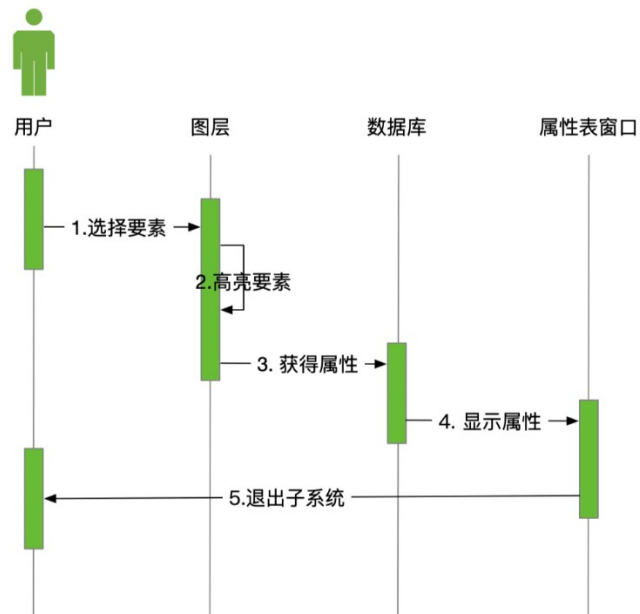 用户
图层
数据库
属性表窗口
1.选择要素
2.高亮要素
3. 获得属性
4. 显示属性
5.退出子系统